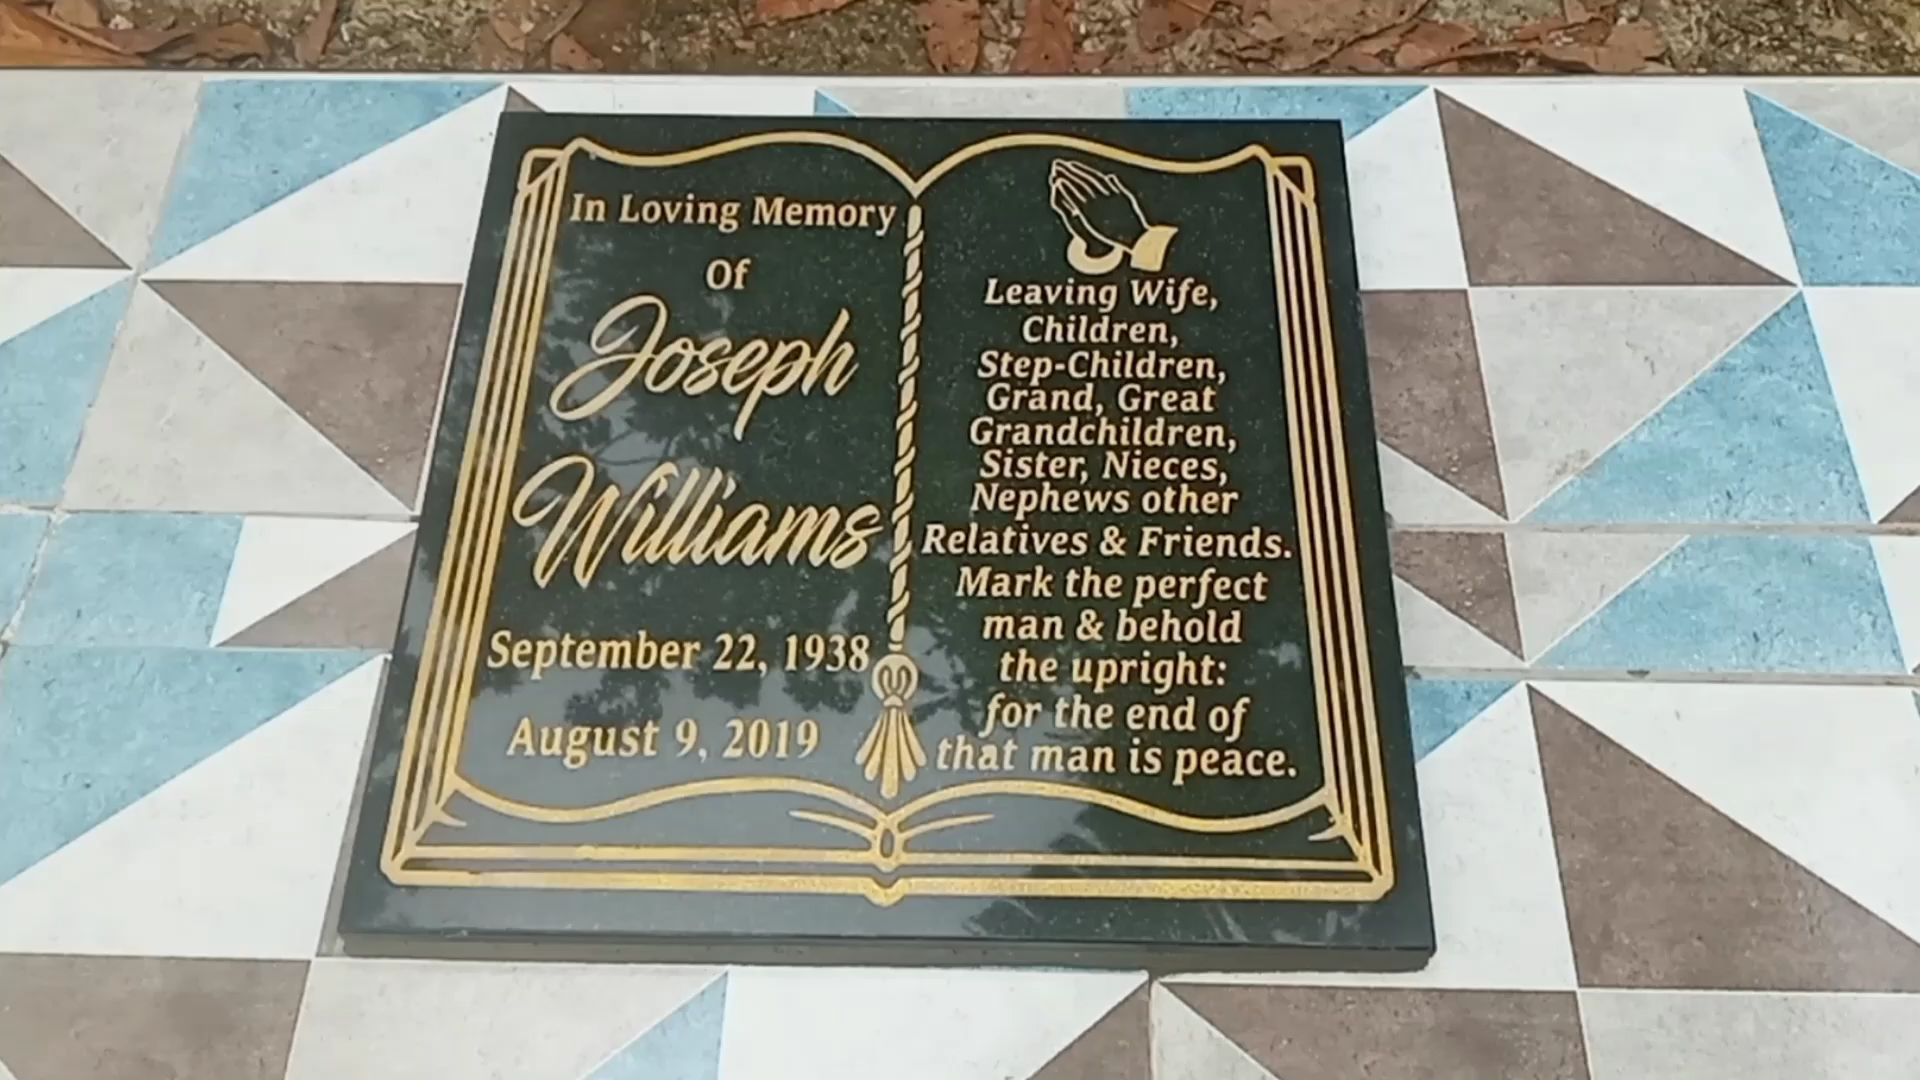 In Loving Memory
Of
Joseph
Williams
September 22, 1938
August 9, 2019
Leaving Wife,
Children,
Step-Children,
Grand, Great
Grandchildren,
Sister, Nieces,
Nephews other
Relatives & Friends.
Mark the perfect
man & behold
the upright:
for the end of
that man is peace.